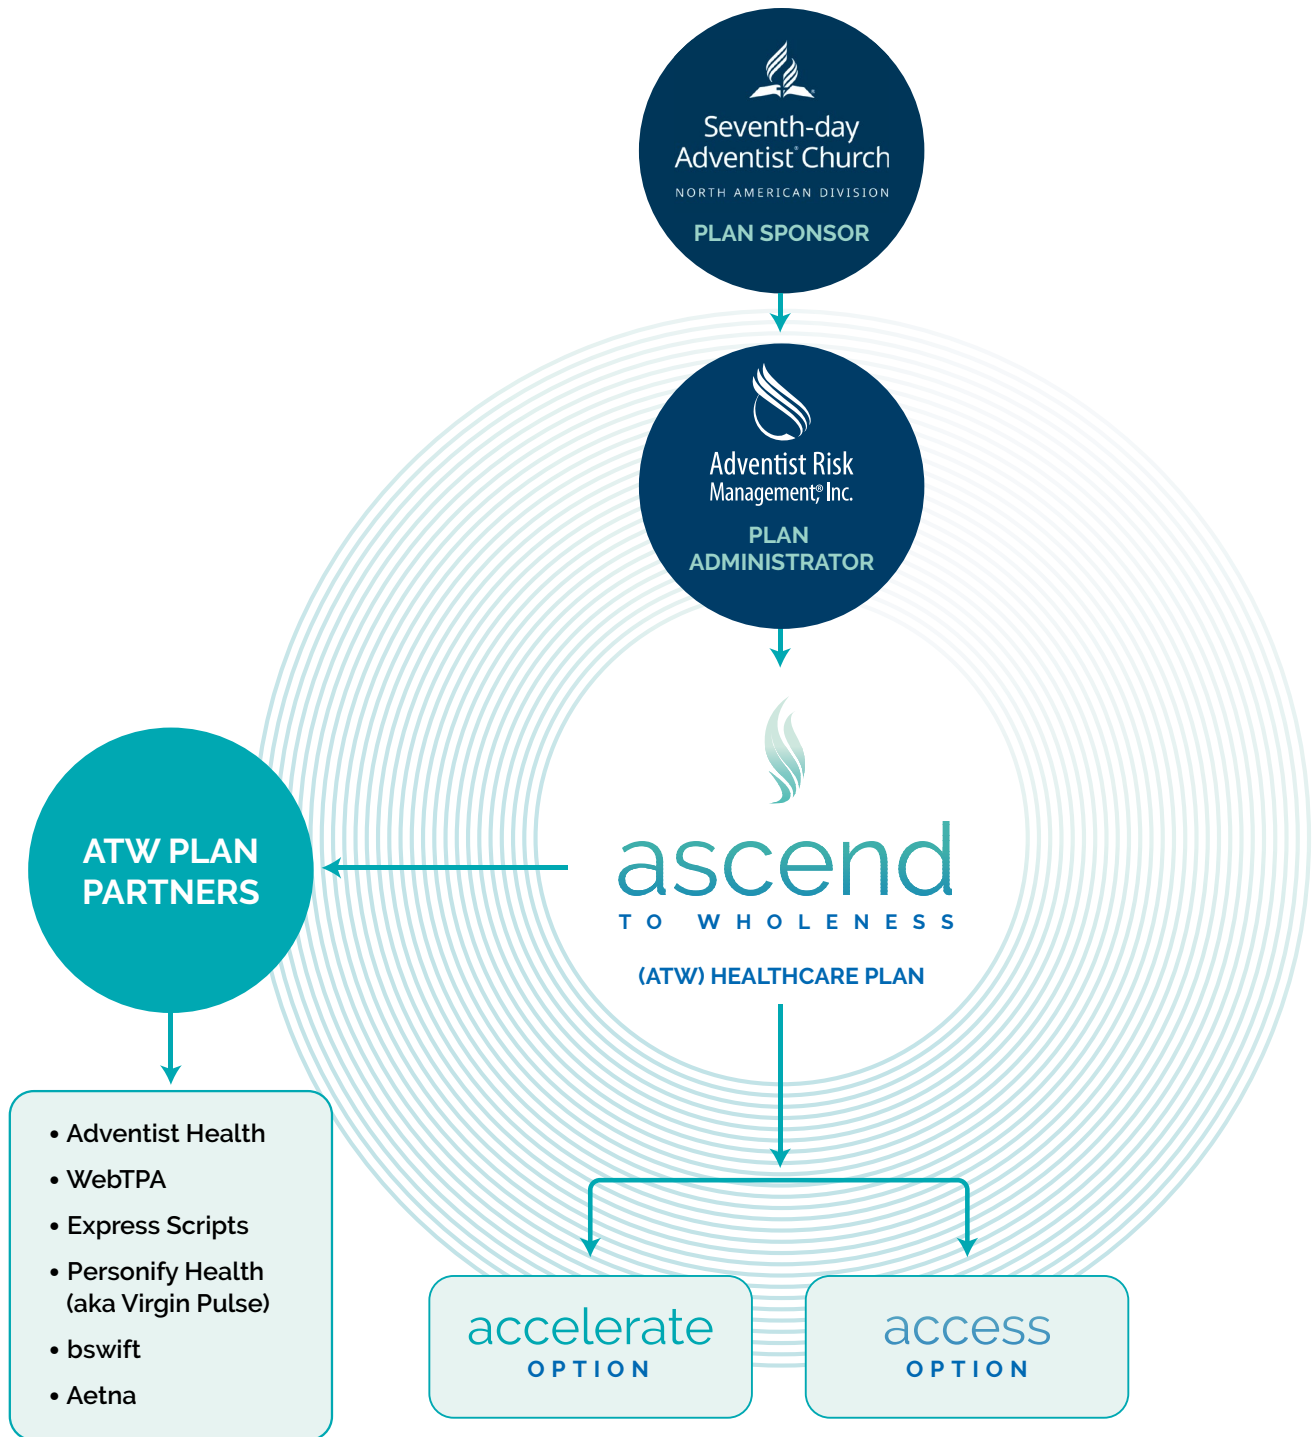 Seventh-day
Adventist® Church
NORTH AMERICAN DIVISION
PLAN SPONSOR
Adventist Risk
Management,® Inc.
PLAN
ADMINISTRATOR
ascend
TO WHOLENESS
(ATW) HEALTHCARE PLAN
ATW PLAN
PARTNERS
• Adventist Health
• WebTPA
• Express Scripts
• Personify Health
(aka Virgin Pulse)
• bswift
• Aetna
accelerate
OPTION
access
OPTION